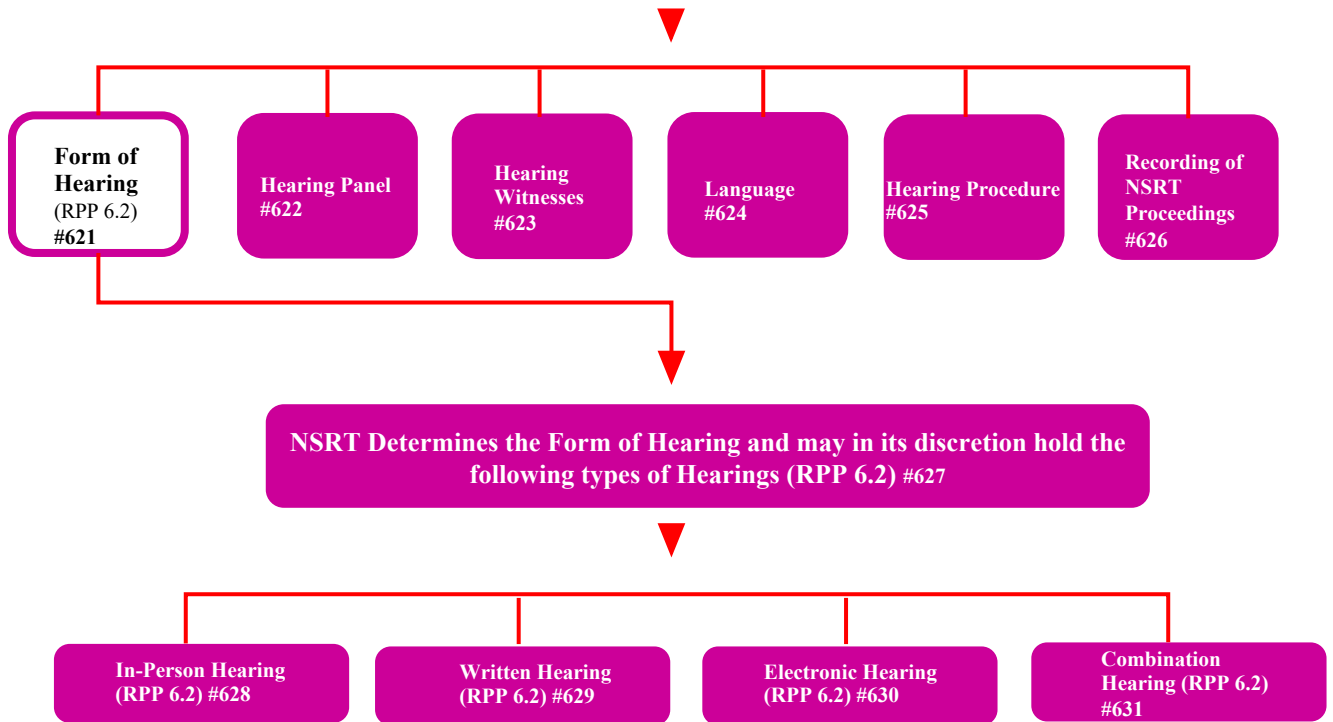 Form of
Hearing
(RPP 6.2)
#621
Hearing Panel
#622
Hearing
Witnesses
#623
Language
#624
Hearing Procedure
#625
Recording of
NSRT
Proceedings
#626
NSRT Determines the Form of Hearing and may in its discretion hold the
following types of Hearings (RPP 6.2) #627
In-Person Hearing
(RPP 6.2) #628
Written Hearing
(RPP 6.2) #629
Electronic Hearing
(RPP 6.2) #630
Combination
Hearing (RPP 6.2)
#631